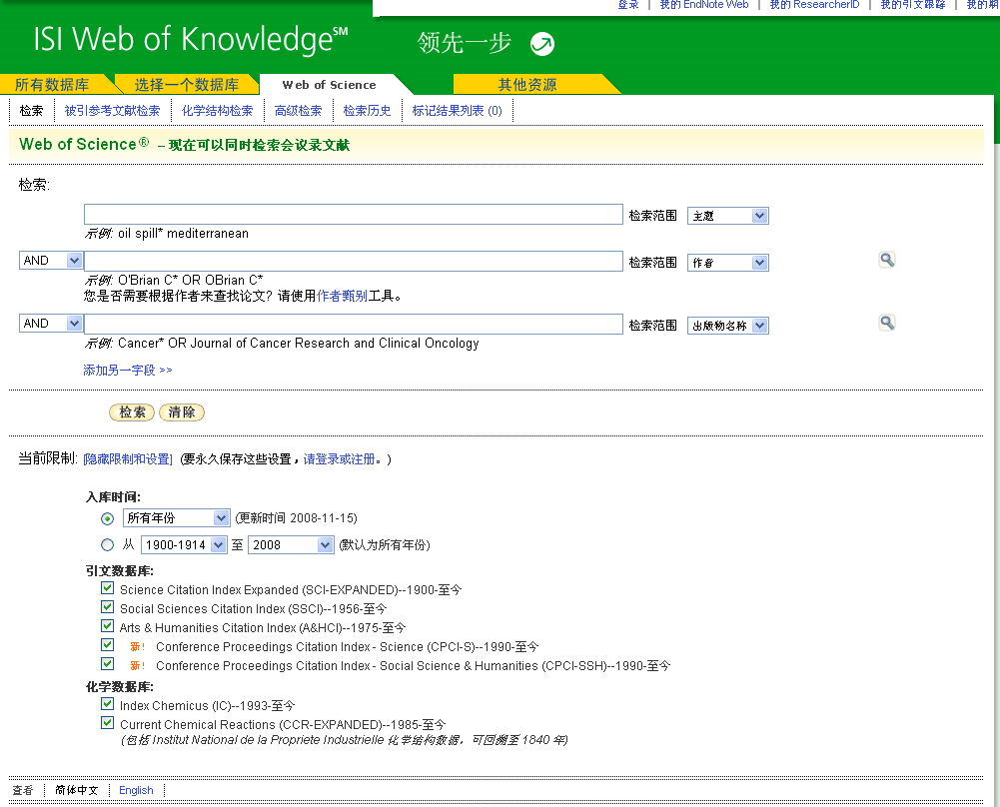 登录 | 我的 EndNote Web | 我的 ResearcherID | 我的引文跟踪 | 我的期
ISI Web of Knowledge℠ 领先一步
所有数据库 选择一个数据库 Web of Science 其他资源
检索 被引参考文献检索 化学结构检索 高级检索 检索历史 标记结果列表 (0)
Web of Science® – 现在可以同时检索会议录文献
检索:
检索范围 主题
示例: oil spill* mediterranean
AND 检索范围 作者
示例: O'Brian C* OR OBrian C*
您是否需要根据作者来查找论文? 请使用作者甄别工具。
AND 检索范围 出版物名称
示例: Cancer* OR Journal of Cancer Research and Clinical Oncology
添加另一字段 >>
检索 清除
当前限制: [隐藏限制和设置] (要永久保存这些设置，请登录或注册。)
入库时间:
所有年份 (更新时间 2008-11-15)
从 1900-1914 至 2008 (默认为所有年份)
引文数据库:
Science Citation Index Expanded (SCI-EXPANDED)--1900-至今
Social Sciences Citation Index (SSCI)--1956-至今
Arts & Humanities Citation Index (A&HCI)--1975-至今
新! Conference Proceedings Citation Index - Science (CPCI-S)--1990-至今
新! Conference Proceedings Citation Index - Social Science & Humanities (CPCI-SSH)--1990-至今
化学数据库:
Index Chemicus (IC)--1993-至今
Current Chemical Reactions (CCR-EXPANDED)--1985-至今
(包括 Institut National de la Propriete Industrielle 化学结构数据，可回溯至 1840 年)
查看 简体中文 English